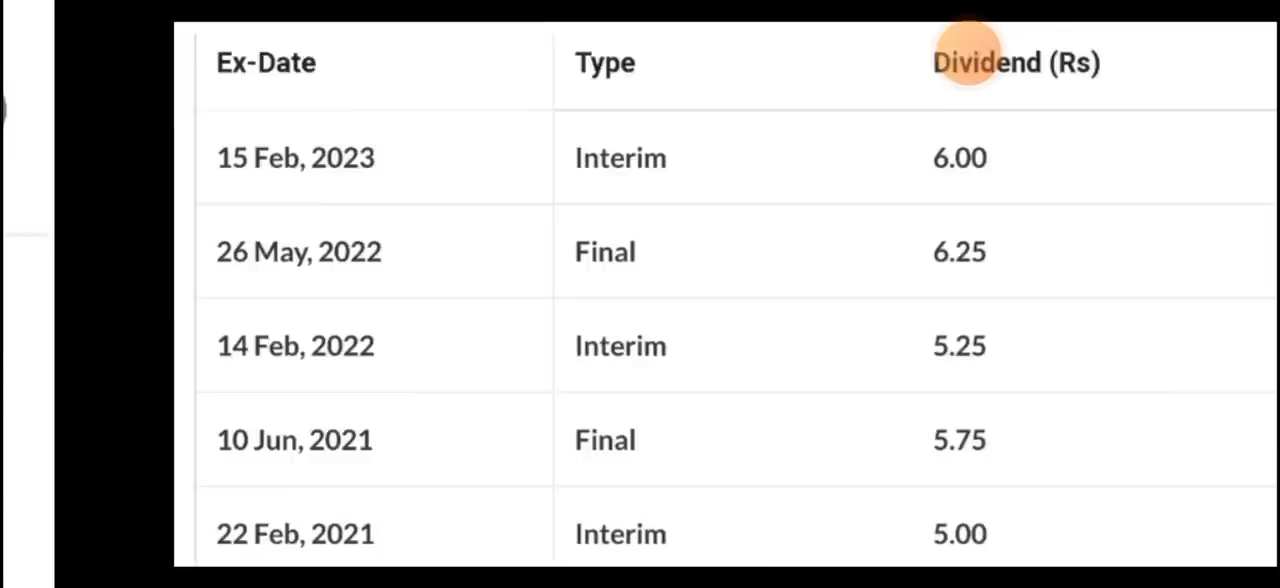 Ex-Date Type Dividend (Rs)
15 Feb, 2023 Interim 6.00
26 May, 2022 Final 6.25
14 Feb, 2022 Interim 5.25
10 Jun, 2021 Final 5.75
22 Feb, 2021 Interim 5.00